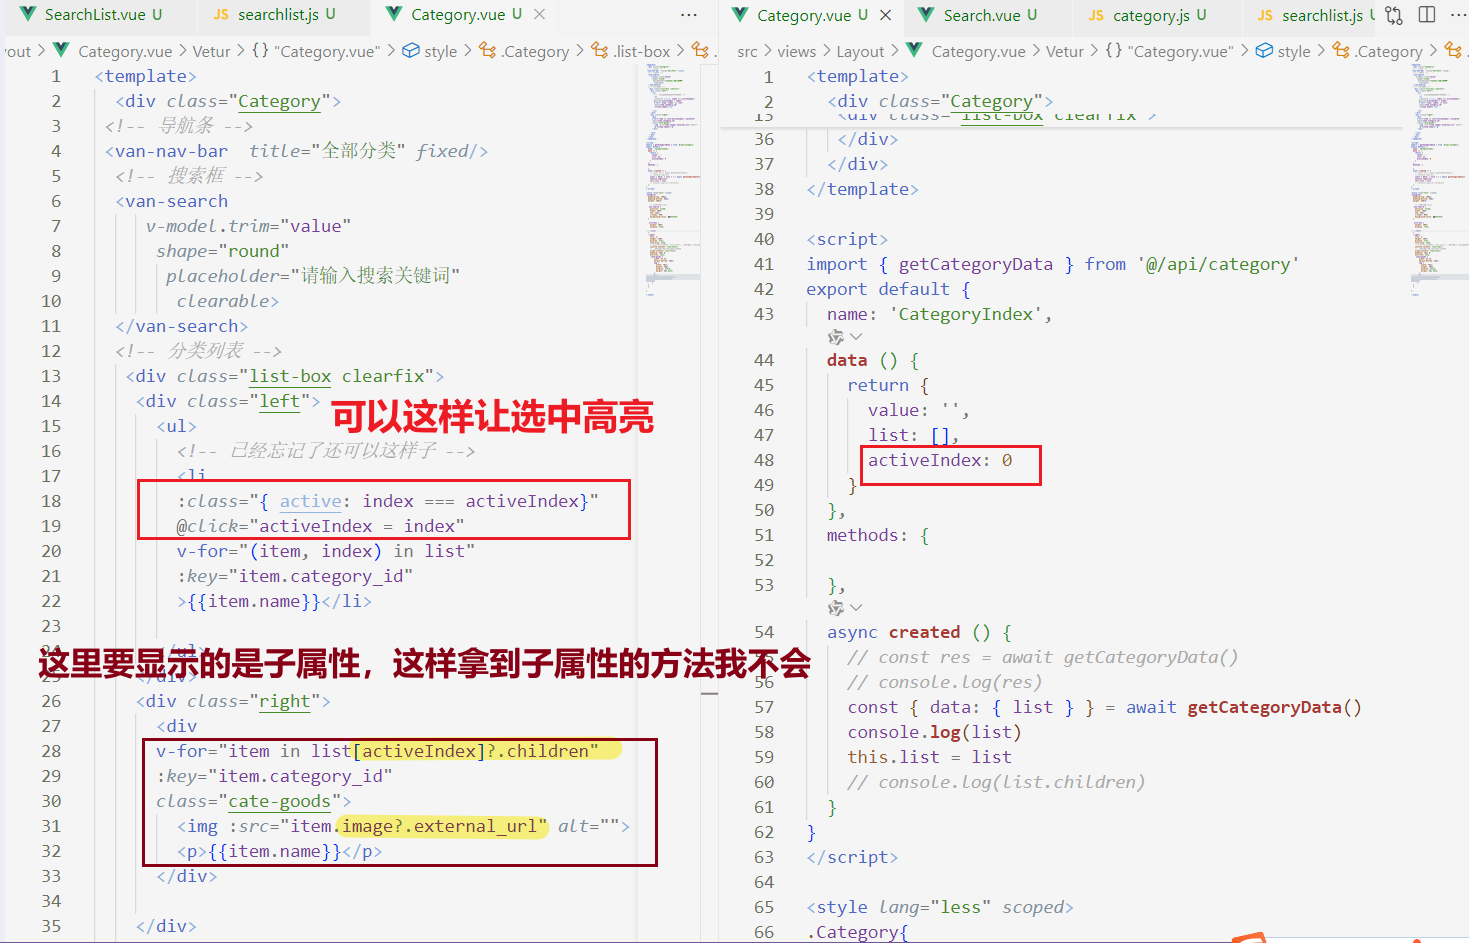 SearchList.vue U
JS searchlist.js U
Category.vue U
yout > Category.vue > Vetur > {} "Category.vue" > style > .Category > .list-box > .
1 <template>
2 <div class="Category">
3 <!-- 导航条 -->
4 <van-nav-bar title="全部分类" fixed/>
5 <!-- 搜索框 -->
6 <van-search
7 v-model.trim="value"
8 shape="round"
9 placeholder="请输入搜索关键词"
10 clearable>
11 </van-search>
12 <!-- 分类列表 -->
13 <div class="list-box clearfix">
14 <div class="left">
可以这样让选中高亮
15 <ul>
16 <!-- 已经忘记了还可以这样子 -->
17 <li
18 :class="{ active: index === activeIndex}"
19 @click="activeIndex = index"
20 v-for="(item, index) in list"
21 :key="item.category_id"
22 >{{item.name}}</li>
23
这里要显示的是子属性，这样拿到子属性的方法我不会
26 <div class="right">
27 <div
28 v-for="item in list[activeIndex]?.children"
29 :key="item.category_id"
30 class="cate-goods">
31 <img :src="item.image?.external_url" alt="">
32 <p>{{item.name}}</p>
33 </div>
34
35 </div>
Category.vue U
Search.vue U
JS category.js U
JS searchlist.js
src > views > Layout > Category.vue > Vetur > {} "Category.vue" > style > .Category >
1 <template>
2 <div class="Category">
13 <div class="list-box clearfix">
36 </div>
37 </div>
38 </template>
39
40 <script>
41 import { getCategoryData } from '@/api/category'
42 export default {
43 name: 'CategoryIndex',
44 data () {
45 return {
46 value: '',
47 list: [],
48 activeIndex: 0
49 }
50 },
51 methods: {
52
53 },
54 async created () {
// const res = await getCategoryData()
56 // console.log(res)
57 const { data: { list } } = await getCategoryData()
58 console.log(list)
59 this.list = list
60 // console.log(list.children)
61 }
62 }
63 </script>
64
65 <style lang="less" scoped>
66 .Category{